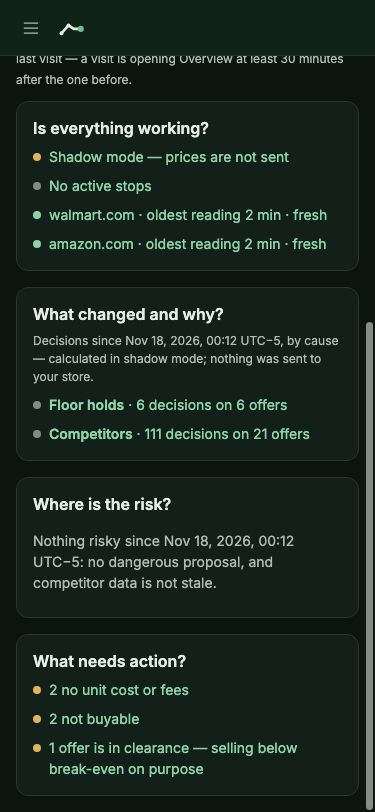 last visit — a visit is opening Overview at least 30 minutes
after the one before.
Is everything working?
Shadow mode — prices are not sent
No active stops
walmart.com · oldest reading 2 min · fresh
amazon.com · oldest reading 2 min · fresh
What changed and why?
Decisions since Nov 18, 2026, 00:12 UTC−5, by cause
— calculated in shadow mode; nothing was sent to
your store.
Floor holds · 6 decisions on 6 offers
Competitors · 111 decisions on 21 offers
Where is the risk?
Nothing risky since Nov 18, 2026, 00:12
UTC−5: no dangerous proposal, and
competitor data is not stale.
What needs action?
2 no unit cost or fees
2 not buyable
1 offer is in clearance — selling below
break-even on purpose